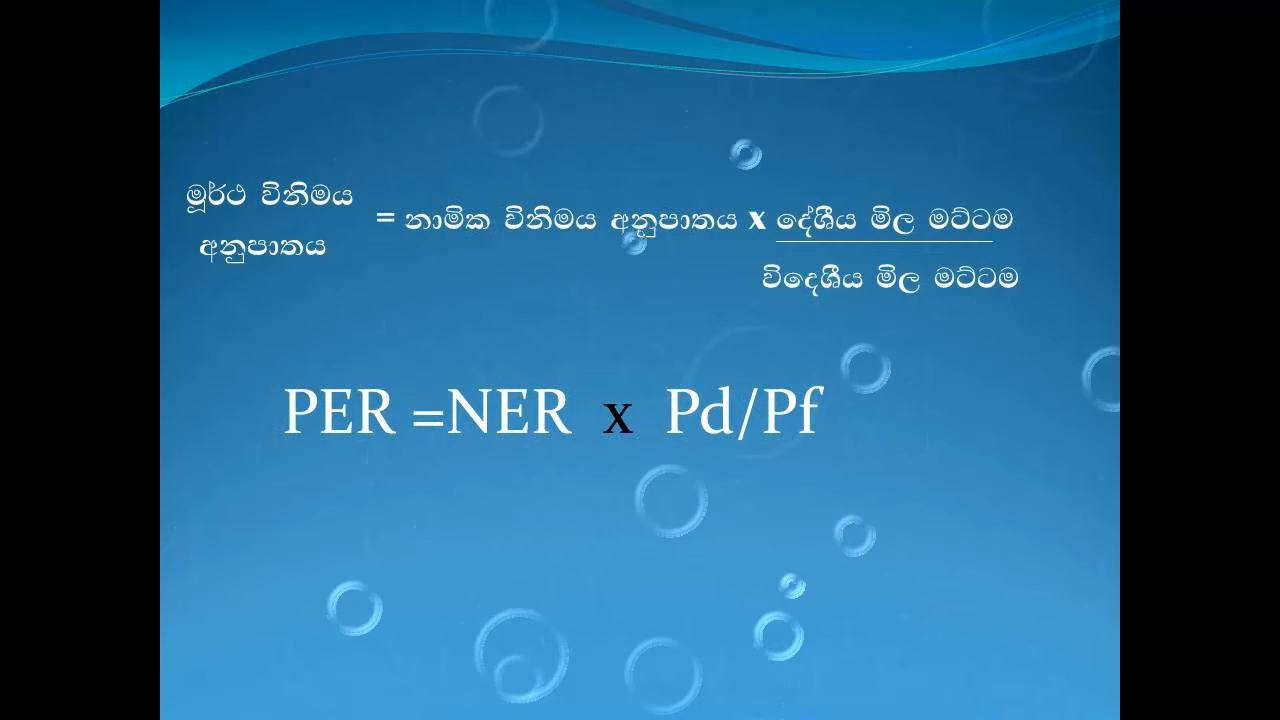 මූර්ථ විනිමය
අනුපාතය
= නාමික විනිමය අනුපාතය x දේශීය මිල මට්ටම
විදෙශීය මිල මට්ටම
PER =NER x Pd/Pf